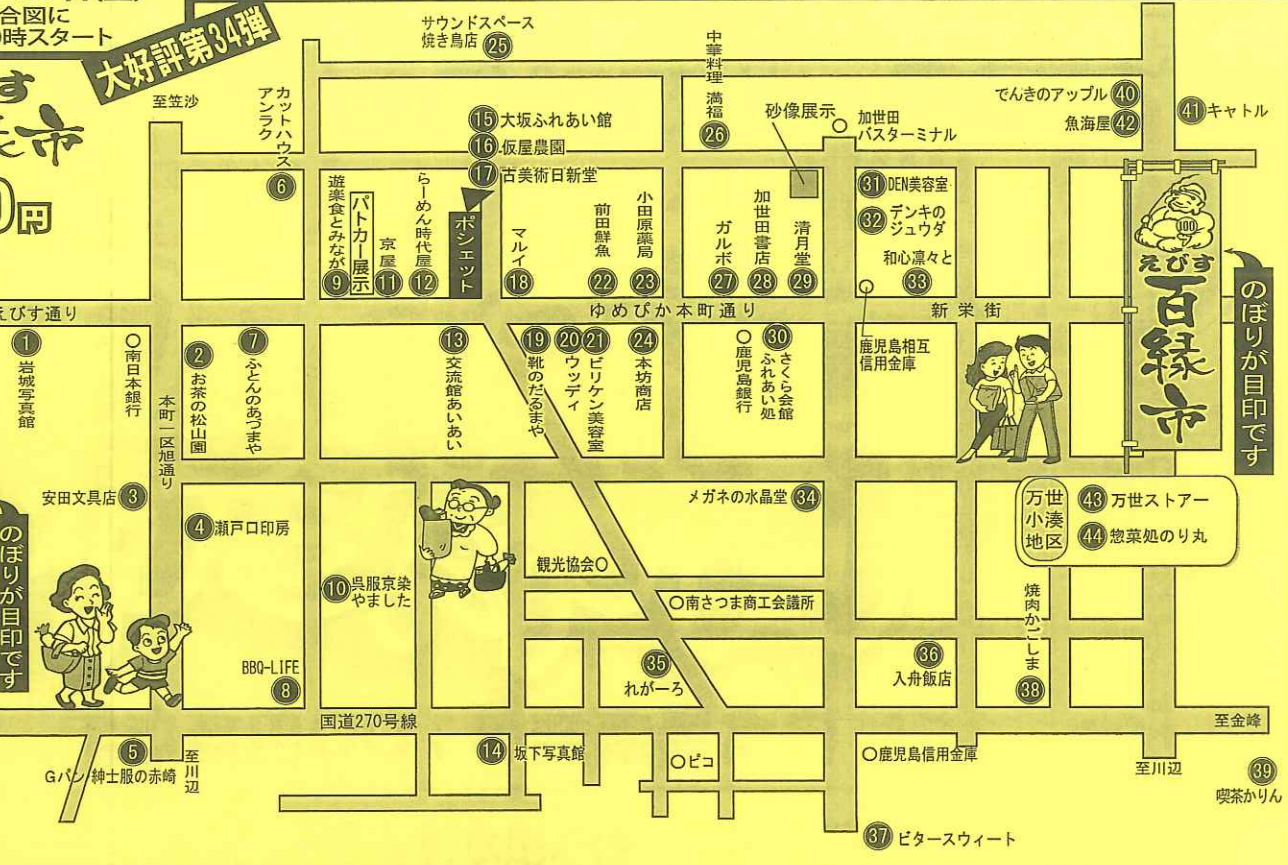 合図に
時スタート
大好評第34弾
す
市
円
至笠沙
サウンドスペース
焼き鳥店 25
カットハウス
アンラク
6
15 大坂ふれあい館
16 仮屋農園
17 古美術日新堂
中華料理 満福
26
砂像展示
加世田
バスターミナル
でんきのアップル 40
魚海屋 42
41 キャトル
遊楽食とみなが
9
パトカー展示
京屋
11
らーめん時代屋
12
ポシェット
マルイ
18
前田鮮魚
22
小田原薬局
23
ガルボ
27
加世田書店
28
清月堂
29
31 DEN美容室
32 デンキの
ジュウダ
和心凛々と
33
100
えびす
百縁市
のぼりが目印です
えびす通り
ゆめぴか本町通り
新栄街
1
岩城写真館
南日本銀行
本町一区旭通り
2
お茶の松山園
7
ふとんのあづまや
13
交流館あいあい
19
靴のだるまや
20
ウッディ
21
ビリケン美容室
24
本坊商店
鹿児島銀行
30
さくら会館
ふれあい処
鹿児島相互
信用金庫
安田文具店 3
4 瀬戸口印房
メガネの水晶堂 34
万世
小湊
地区
43 万世ストアー
44 惣菜処のり丸
のぼりが目印です
10 呉服京染
やました
観光協会
南さつま商工会議所
焼肉かごしま
38
BBQ-LIFE
8
35
れがーろ
36
入舟飯店
国道270号線
至金峰
5
Gパン・紳士服の赤崎
至川辺
14 坂下写真館
ピコ
鹿児島信用金庫
至川辺
39
喫茶かりん
37 ビタースウィート